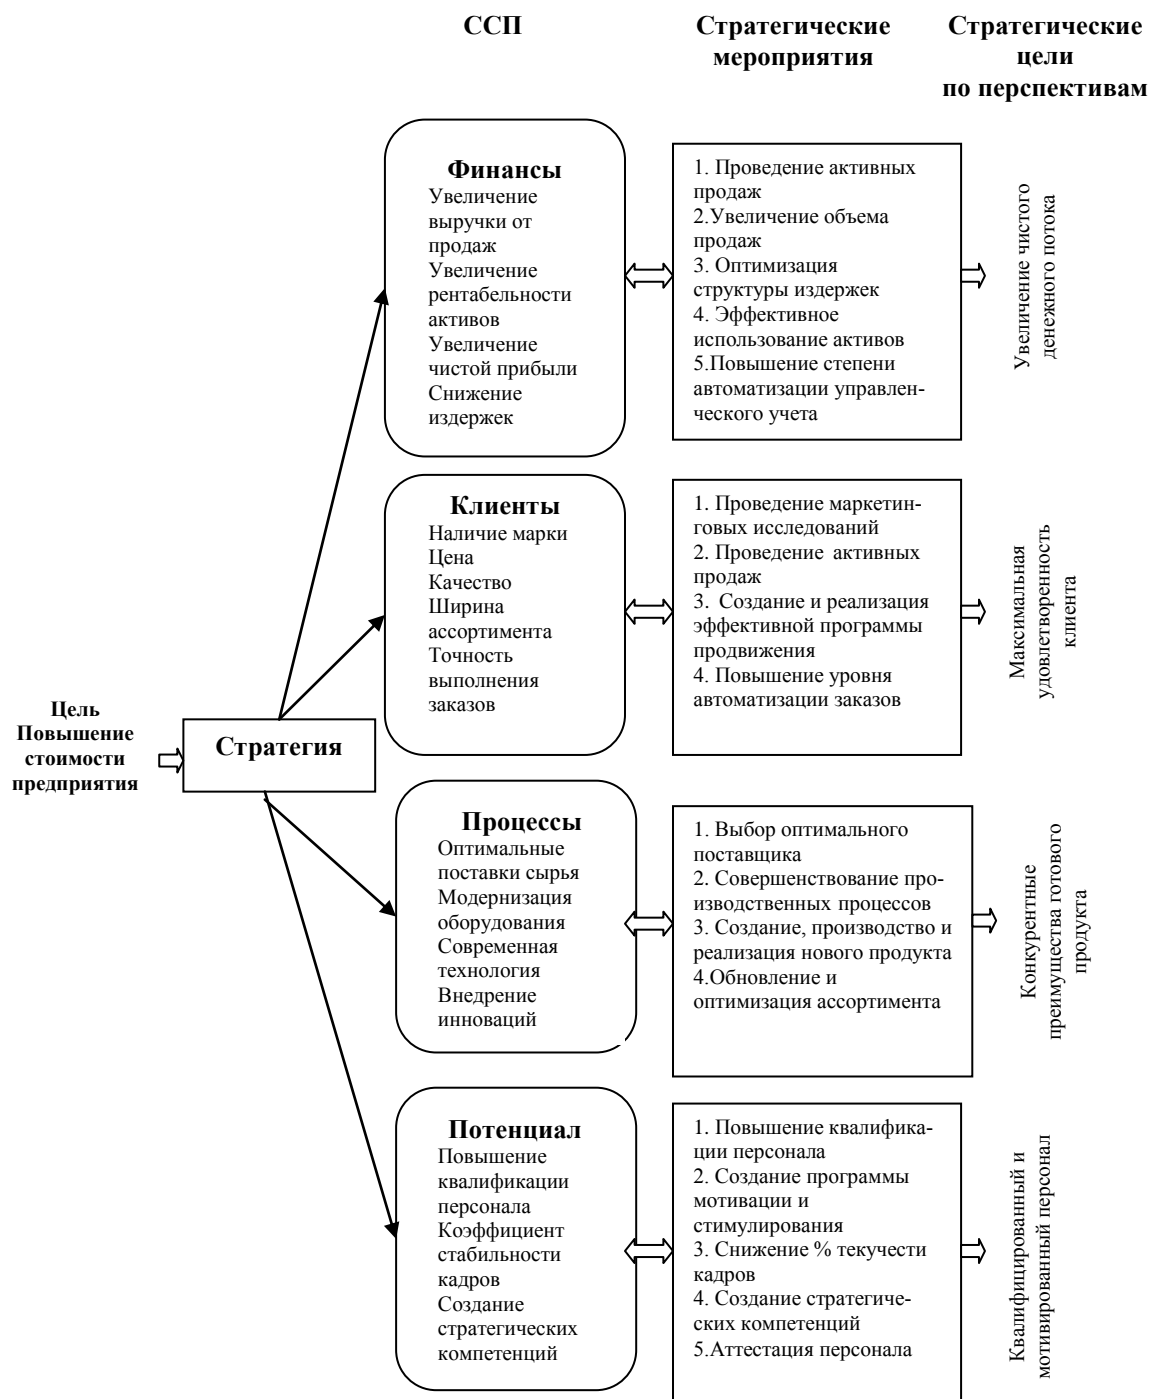 ССП
Стратегические
мероприятия
Стратегические
цели
по перспективам
Цель
Повышение
стоимости
предприятия
Стратегия
Финансы
Увеличение
выручки от
продаж
Увеличение
рентабельности
активов
Увеличение
чистой прибыли
Снижение
издержек
1. Проведение активных
продаж
2.Увеличение объема
продаж
3. Оптимизация
структуры издержек
4. Эффективное
использование активов
5.Повышение степени
автоматизации управлен-
ческого учета
Увеличение чистого
денежного потока
Клиенты
Наличие марки
Цена
Качество
Ширина
ассортимента
Точность
выполнения
заказов
1. Проведение маркетин-
говых исследований
2. Проведение активных
продаж
3. Создание и реализация
эффективной программы
продвижения
4. Повышение уровня
автоматизации заказов
Максимальная
удовлетворенность
клиента
Процессы
Оптимальные
поставки сырья
Модернизация
оборудования
Современная
технология
Внедрение
инноваций
1. Выбор оптимального
поставщика
2. Совершенствование про-
изводственных процессов
3. Создание, производство и
реализация нового продукта
4.Обновление и
оптимизация ассортимента
Конкурентные
преимущества готового
продукта
Потенциал
Повышение
квалификации
персонала
Коэффициент
стабильности
кадров
Создание
стратегических
компетенций
1. Повышение квалифика-
ции персонала
2. Создание программы
мотивации и
стимулирования
3. Снижение % текучести
кадров
4. Создание стратегиче-
ских компетенций
5.Аттестация персонала
Квалифицированный и
мотивированный персонал